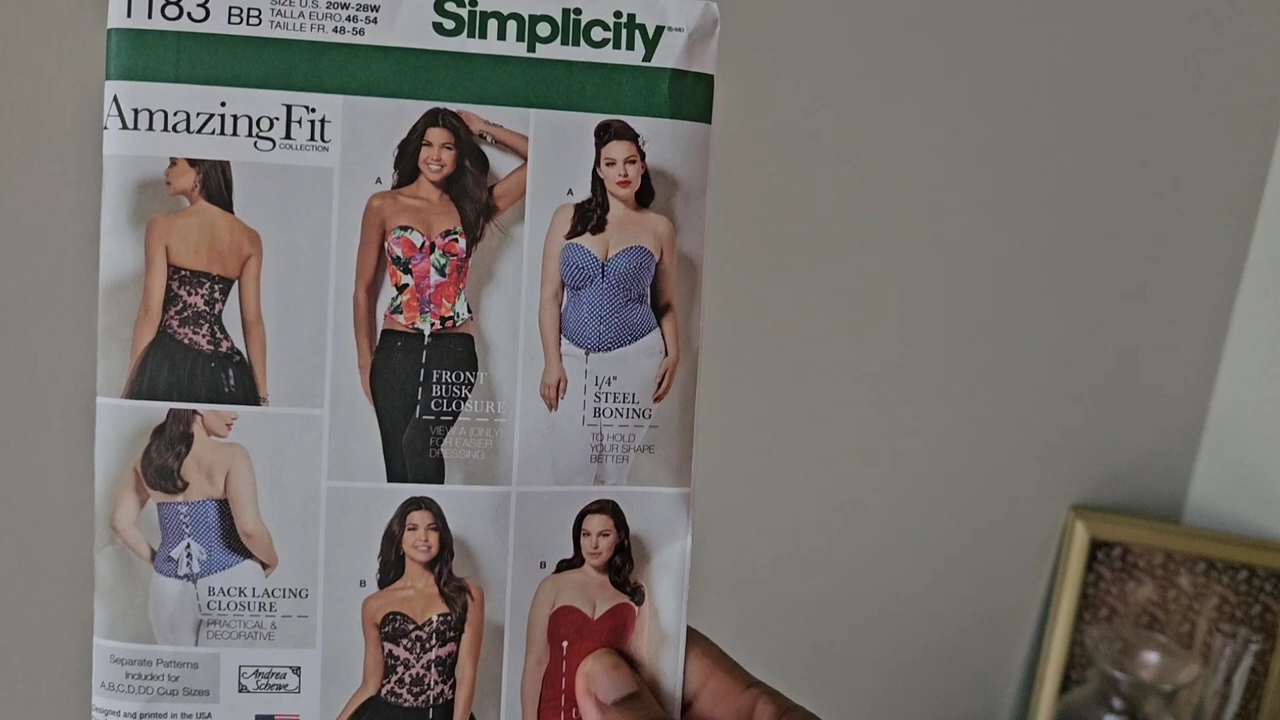 1183 BB
SIZE U.S. 20W-28W
TALLA EURO.46-54
TAILLE FR. 48-56
Simplicity
AmazingFit
COLLECTION
A
FRONT
BUSK
CLOSURE
VIEW A (ONLY)
FOR EASIER
DRESSING
A
1/4"
STEEL
BONING
TO HOLD
YOUR SHAPE
BETTER
BACK LACING
CLOSURE
PRACTICAL &
DECORATIVE
B
B
Separate Patterns
Included for
A,B,C,D,DD Cup Sizes
Andrea
Schewe
Designed and printed in the USA